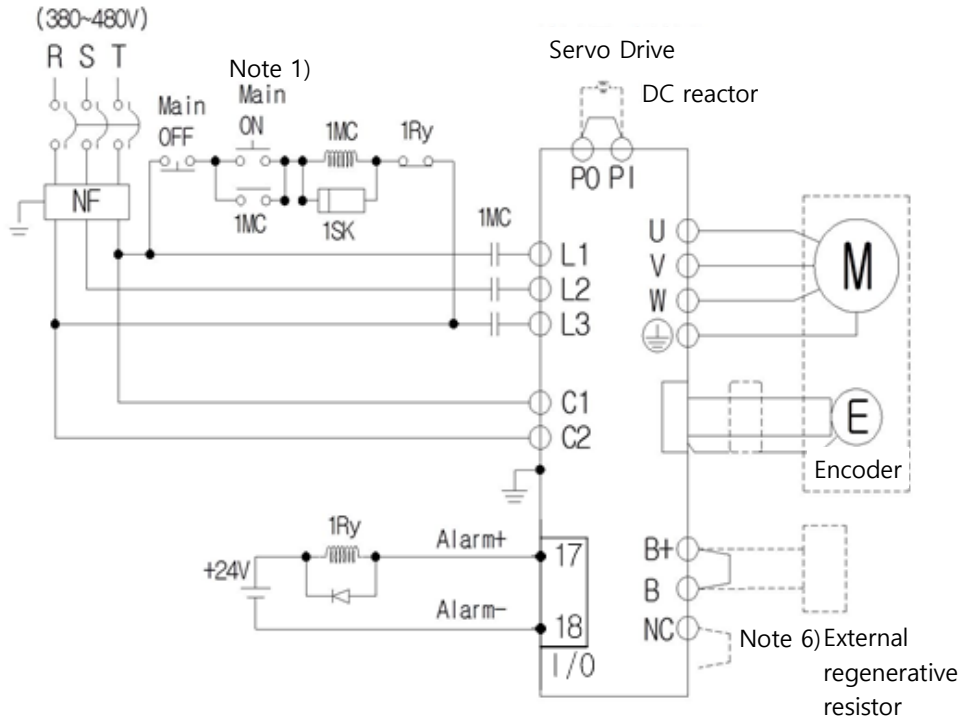 (380~480V)
R S T
Note 1)
Main
OFF
Main
ON
1MC
1Ry
1MC
1SK
NF
1MC
Servo Drive
DC reactor
PO PI
L1
L2
L3
C1
C2
U
V
W
M
E
Encoder
1Ry
+24V
Alarm+
Alarm-
17
18
I/O
B+
B
NC
Note 6) External
regenerative
resistor